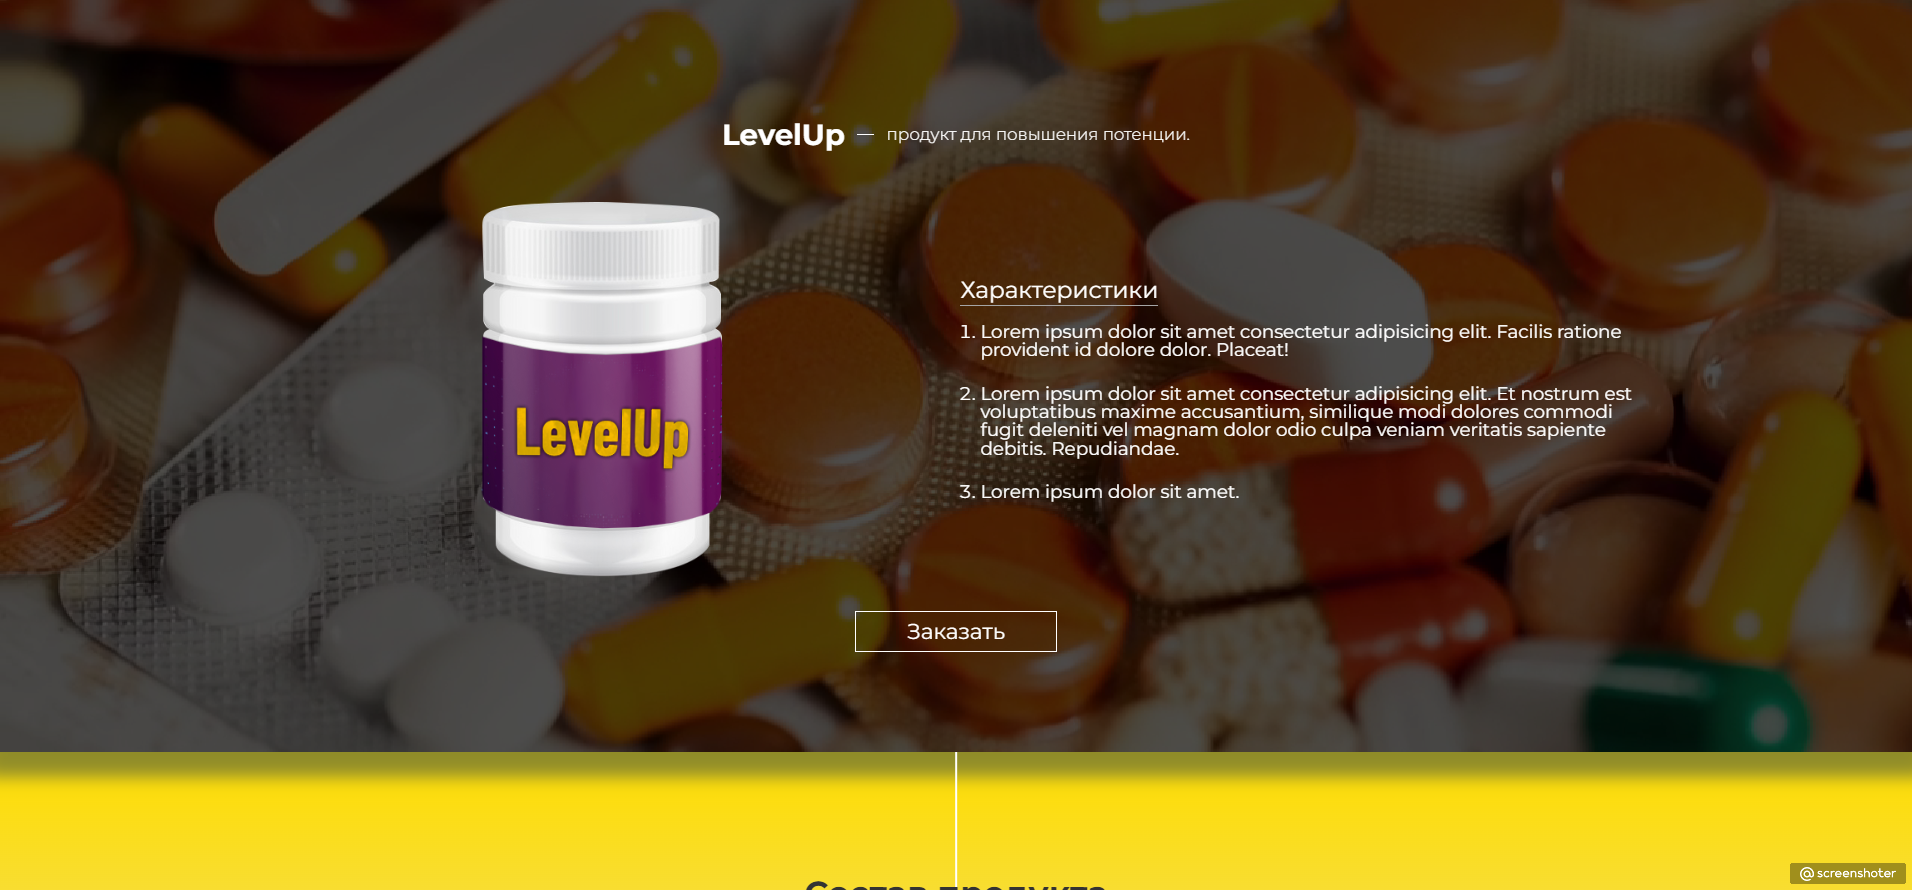 LevelUp — продукт для повышения потенции.
LevelUp
Характеристики
1. Lorem ipsum dolor sit amet consectetur adipisicing elit. Facilis ratione
provident id dolore dolor. Placeat!
2. Lorem ipsum dolor sit amet consectetur adipisicing elit. Et nostrum est
voluptatibus maxime accusantium, similique modi dolores commodi
fugit deleniti vel magnam dolor odio culpa veniam veritatis sapiente
debitis. Repudiandae.
3. Lorem ipsum dolor sit amet.
Заказать
Состав продукта
@screenshoter